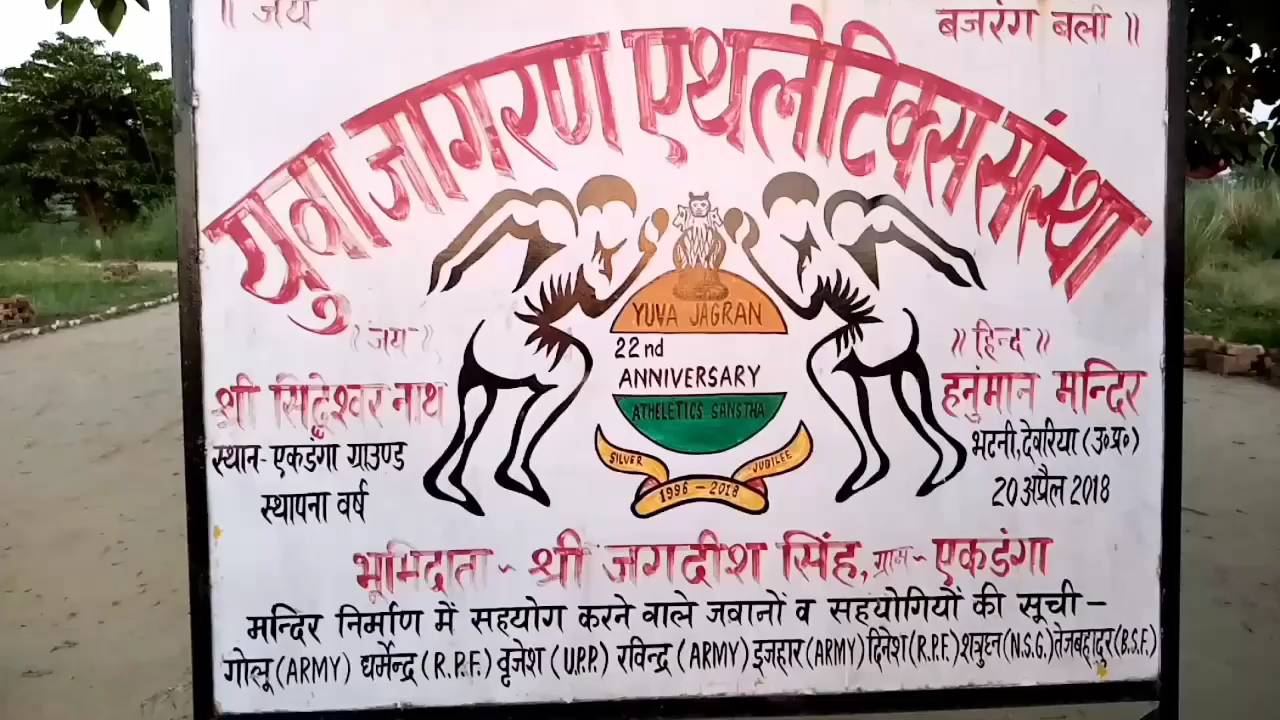 ॥ जय
बजरंग बली ॥
युवा जागरण एथलेटिक्स संस्था
॥ जय ॥
॥ हिन्द ॥
श्री सिद्धेश्वर नाथ
हनुमान मन्दिर
स्थान- एकडंगा ग्राउण्ड
भटनी, देवरिया (उ०प्र०)
स्थापना वर्ष
20 अप्रैल 2018
YUVA JAGRAN
22nd
ANNIVERSARY
ATHELETICS SANSTHA
SILVER JUBILEE
1996 - 2018
भूमिदाता - श्री जगदीश सिंह, ग्राम - एकडंगा
मन्दिर निर्माण में सहयोग करने वाले जवानों व सहयोगियों की सूची -
गोलू (ARMY) धर्मेन्द्र (R.P.F.) वृजेश (U.P.P.) रविन्द्र (ARMY) इजहार (ARMY) दिनेश (R.P.F.) शत्रुघ्न (N.S.G.) तेजबहादुर (B.S.F.)